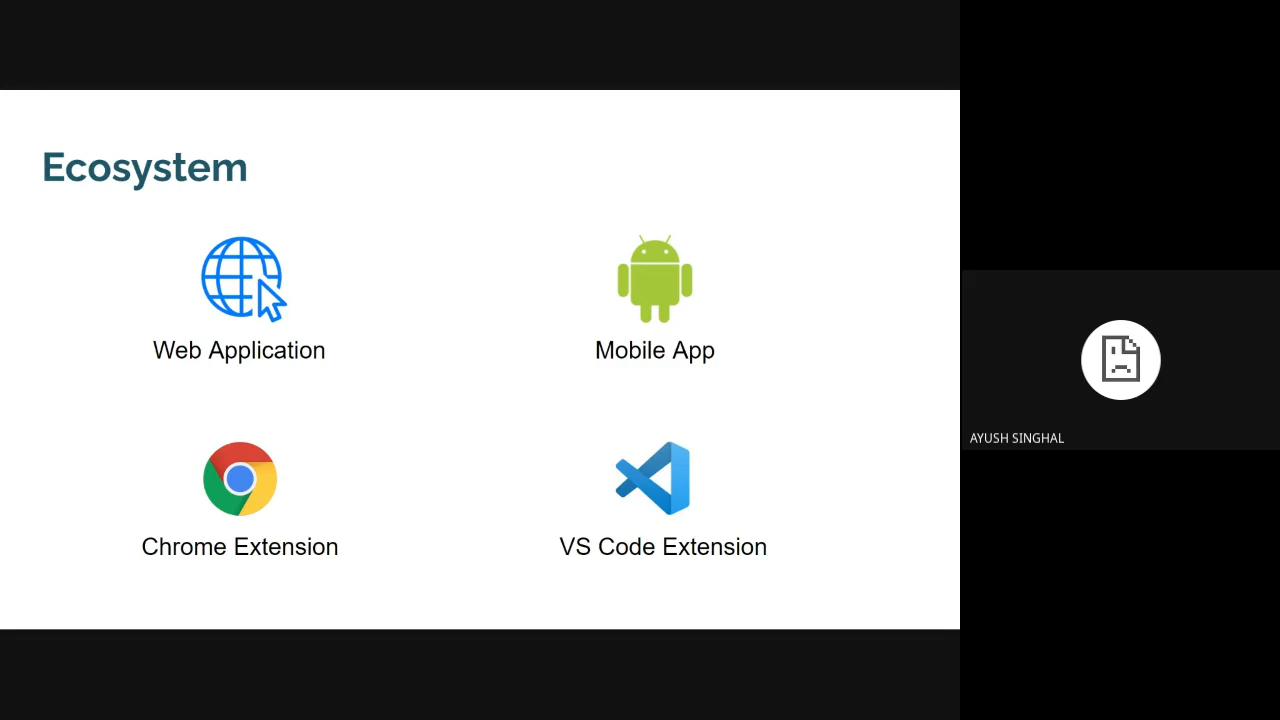 Ecosystem
Web Application
Mobile App
Chrome Extension
VS Code Extension
AYUSH SINGHAL